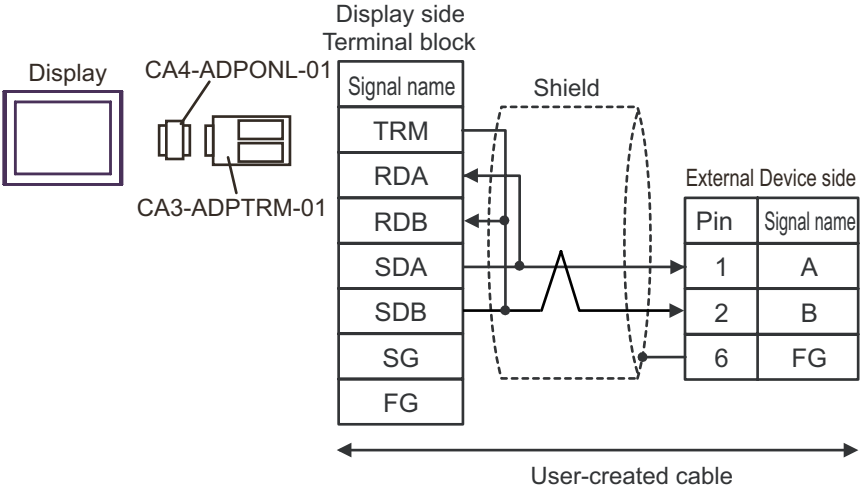 Display side
Terminal block
Display
CA4-ADPONL-01
CA3-ADPTRM-01
Signal name
TRM
RDA
RDB
SDA
SDB
SG
FG
Shield
External Device side
Pin Signal name
1 A
2 B
6 FG
User-created cable